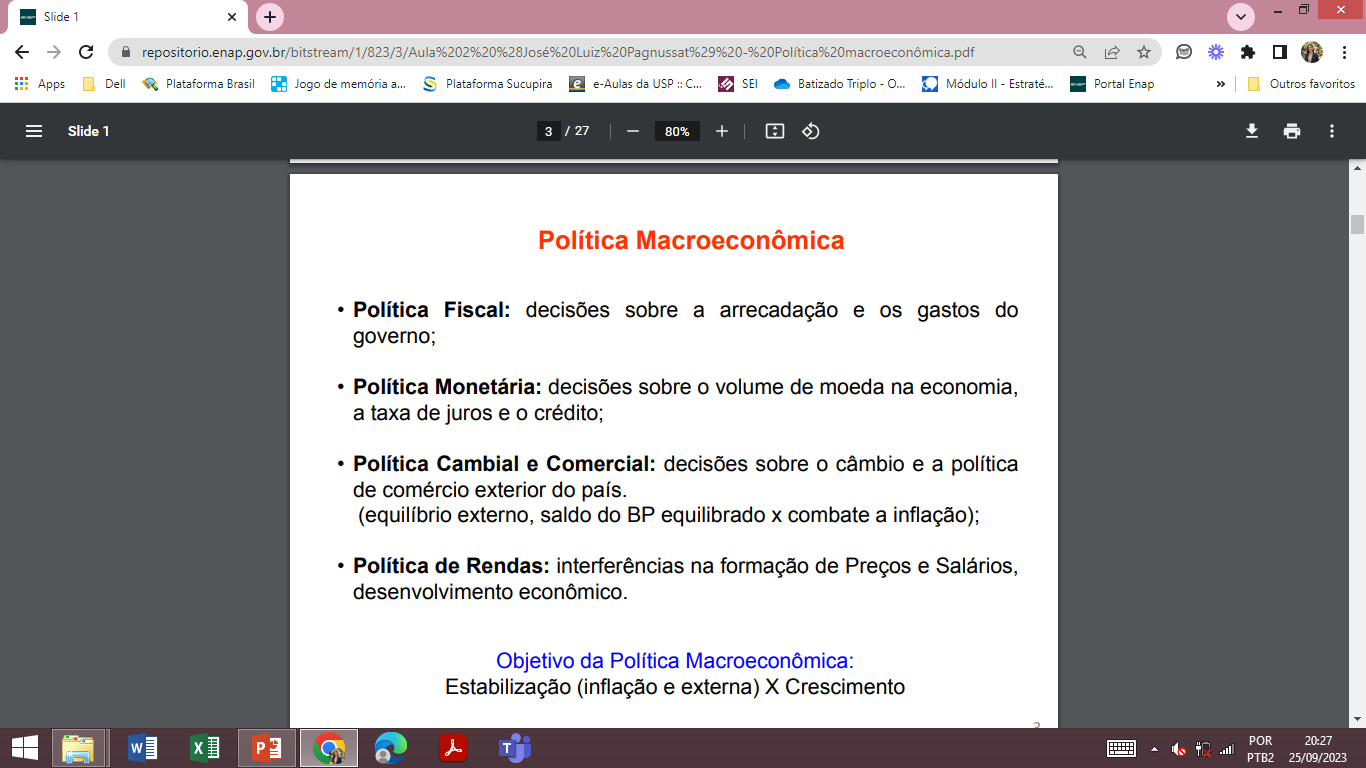 Slide 1
repositorio.enap.gov.br/bitstream/1/823/3/Aula%202%20%28José%20Luiz%20Pagnussat%29%20-%20Política%20macroeconômica.pdf
Apps Dell Plataforma Brasil Jogo de memória a... Plataforma Sucupira e-Aulas da USP :: C... SEI Batizado Triplo - O... Módulo II - Estraté... Portal Enap » Outros favoritos
Slide 1 3 / 27 80%
Política Macroeconômica
• Política Fiscal: decisões sobre a arrecadação e os gastos do
governo;
• Política Monetária: decisões sobre o volume de moeda na economia,
a taxa de juros e o crédito;
• Política Cambial e Comercial: decisões sobre o câmbio e a política
de comércio exterior do país.
(equilíbrio externo, saldo do BP equilibrado x combate a inflação);
• Política de Rendas: interferências na formação de Preços e Salários,
desenvolvimento econômico.
Objetivo da Política Macroeconômica:
Estabilização (inflação e externa) X Crescimento
POR 20:27
PTB2 25/09/2023